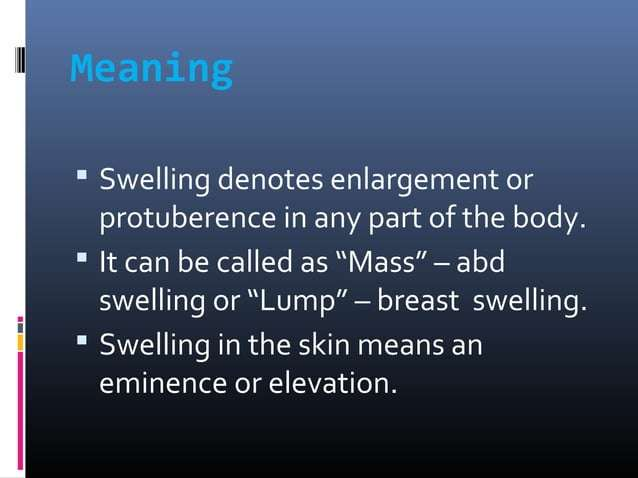 Meaning
▪ Swelling denotes enlargement or
protuberence in any part of the body.
▪ It can be called as “Mass” – abd
swelling or “Lump” – breast swelling.
▪ Swelling in the skin means an
eminence or elevation.